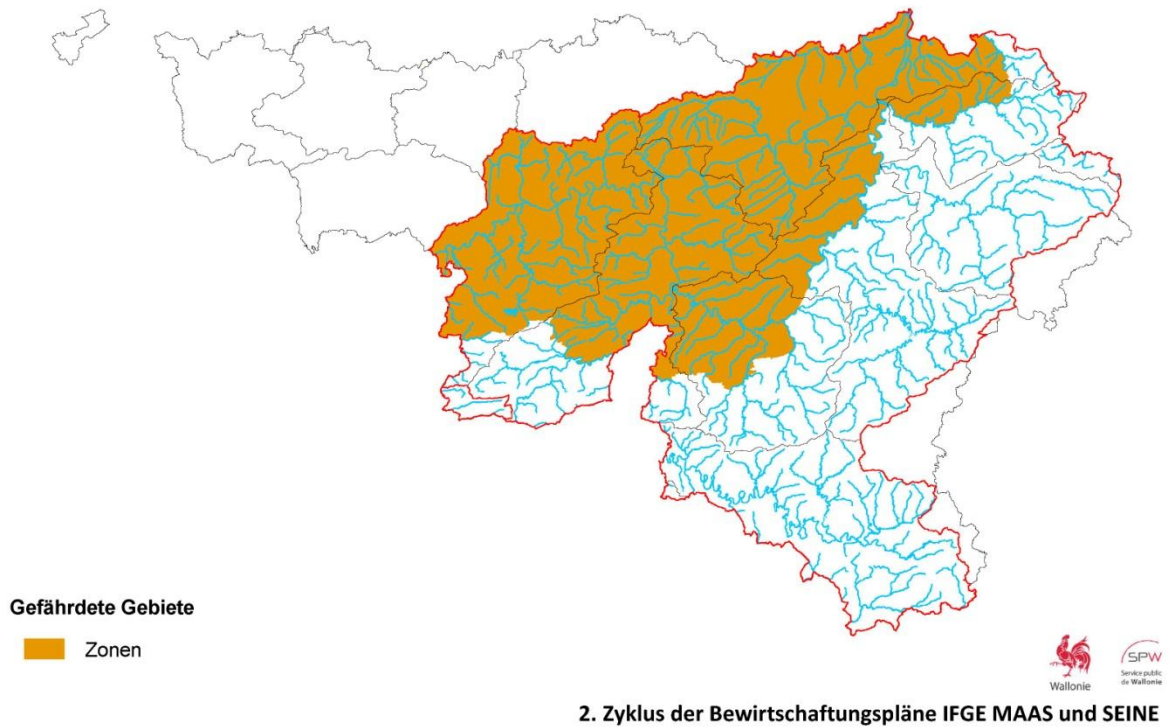 Gefährdete Gebiete
Zonen
Wallonie
SPW
Service public
de Wallonie
2. Zyklus der Bewirtschaftungspläne IFGE MAAS und SEINE